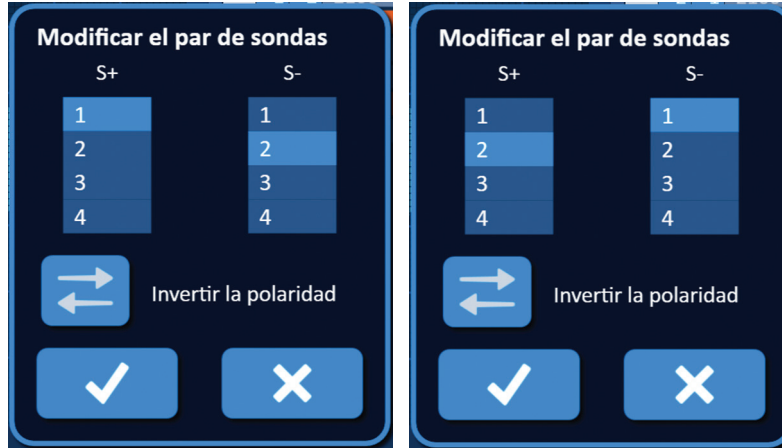 Modificar el par de sondas
S+ S-
1 1
2 2
3 3
4 4
Invertir la polaridad
Modificar el par de sondas
S+ S-
1 1
2 2
3 3
4 4
Invertir la polaridad